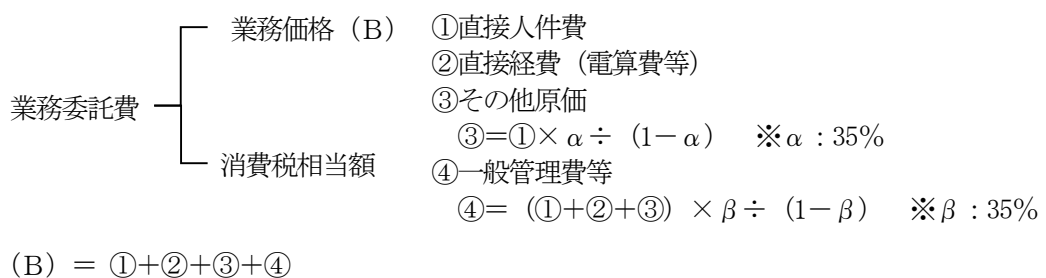 業務価格（B） ①直接人件費
②直接経費（電算費等）
業務委託費 ③その他原価
③＝①×α÷（1－α） ※α：35%
消費税相当額 ④一般管理費等
④＝（①＋②＋③）×β÷（1－β） ※β：35%
（B）＝ ①＋②＋③＋④